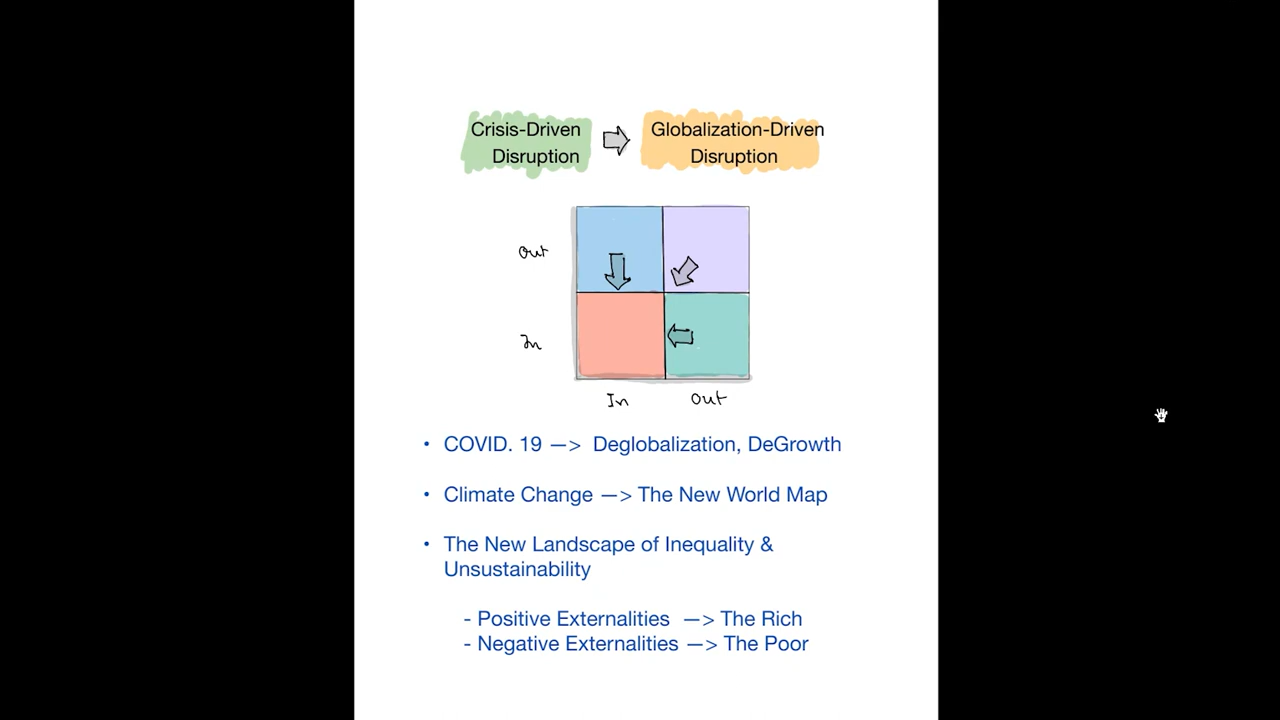 Crisis-Driven
Disruption
Globalization-Driven
Disruption
Out
In
In
Out
• COVID. 19 —> Deglobalization, DeGrowth
• Climate Change —> The New World Map
• The New Landscape of Inequality &
Unsustainability
- Positive Externalities —> The Rich
- Negative Externalities —> The Poor